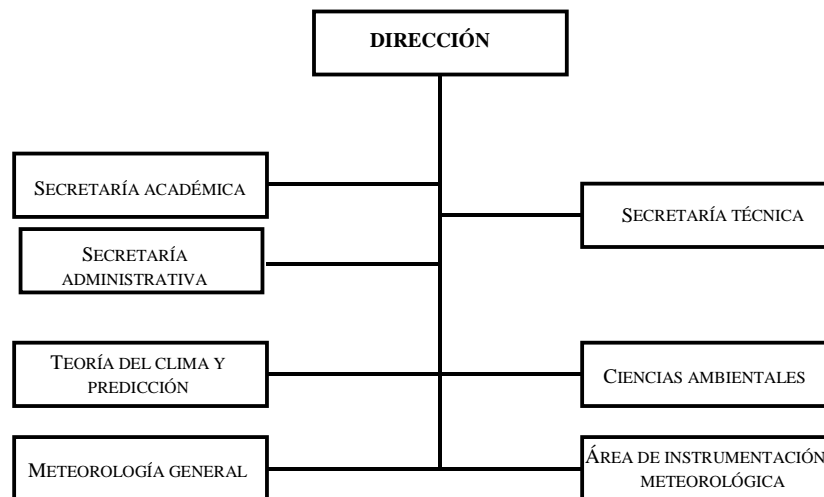 DIRECCIÓN
SECRETARÍA ACADÉMICA
SECRETARÍA TÉCNICA
SECRETARÍA
ADMINISTRATIVA
TEORÍA DEL CLIMA Y
PREDICCIÓN
CIENCIAS AMBIENTALES
METEOROLOGÍA GENERAL
ÁREA DE INSTRUMENTACIÓN
METEOROLÓGICA